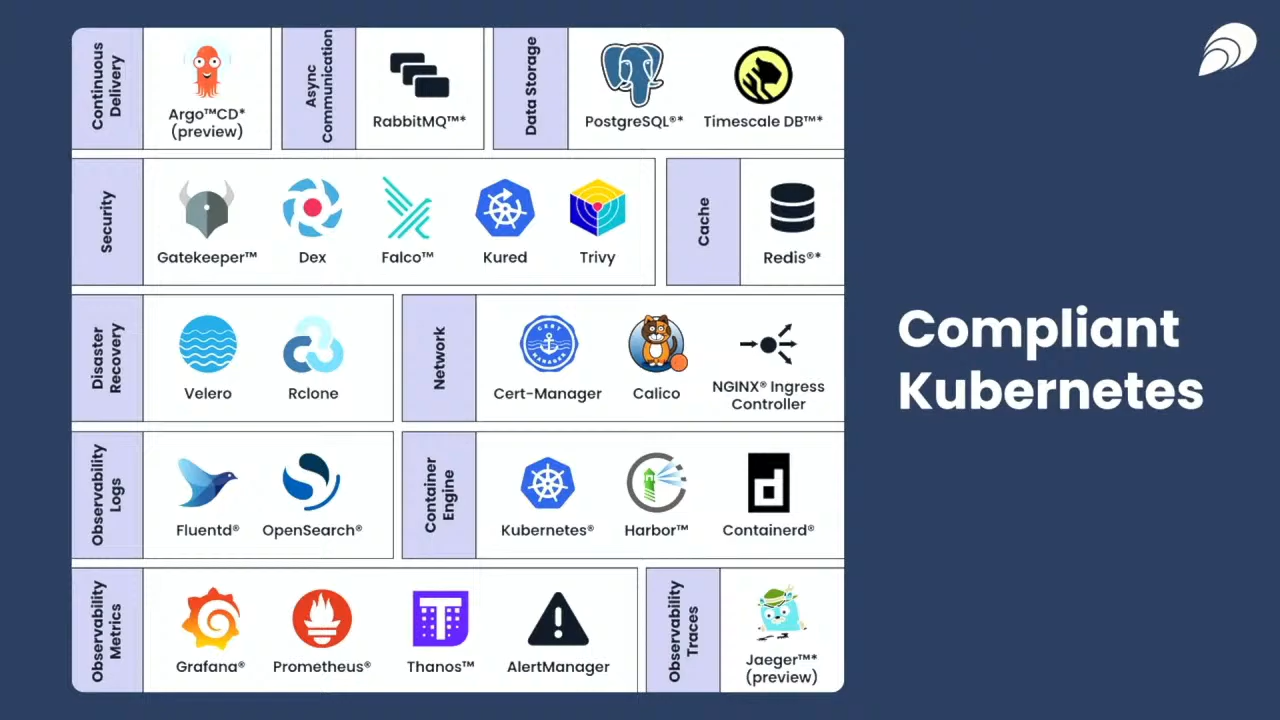 Continuous
Delivery
Argo™CD*
(preview)
Async
Communication
RabbitMQ™*
Data Storage
PostgreSQL®*
Timescale DB™*
Security
Gatekeeper™
Dex
Falco™
Kured
Trivy
Cache
Redis®*
Disaster
Recovery
Velero
Rclone
Network
CERT
MANAGER
Cert-Manager
Calico
NGINX® Ingress
Controller
Observability
Logs
Fluentd®
OpenSearch®
Container
Engine
Kubernetes®
Harbor™
d
Containerd®
Observability
Metrics
Grafana®
Prometheus®
T
Thanos™
!
AlertManager
Observability
Traces
Jaeger™*
(preview)
Compliant
Kubernetes